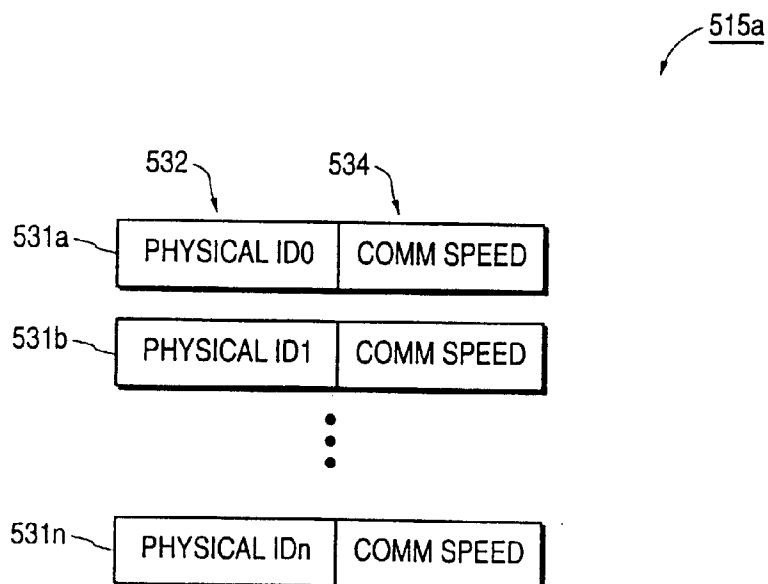 515a
532 534
531a PHYSICAL ID0 COMM SPEED
531b PHYSICAL ID1 COMM SPEED
531n PHYSICAL IDn COMM SPEED